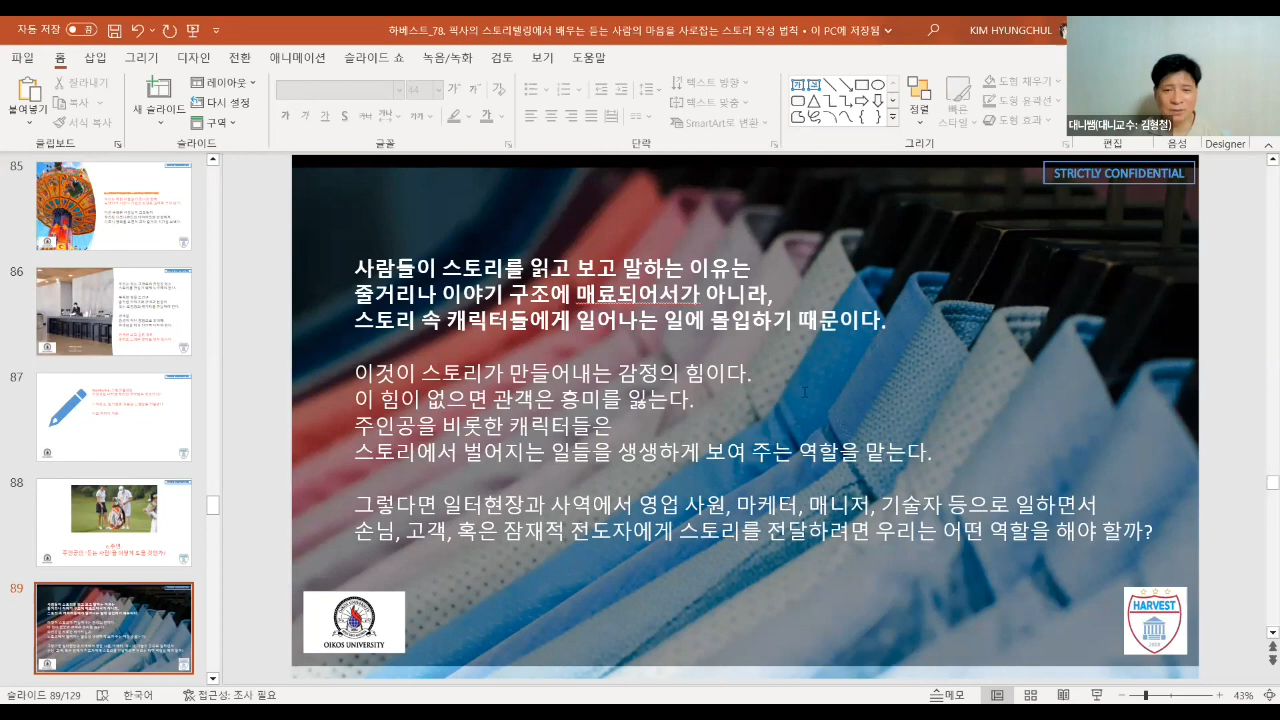 자동 저장
하베스트_78. 픽사의 스토리텔링에서 배우는 듣는 사람의 마음을 사로잡는 스토리 작성 법칙 • 이 PC에 저장됨
KIM HYUNGCHUL
파일 홈 삽입 그리기 디자인 전환 애니메이션 슬라이드 쇼 녹음/녹화 검토 보기 도움말
붙여넣기
잘라내기
복사
서식 복사
클립보드
새 슬라이드
레이아웃
다시 설정
구역
슬라이드
44
글꼴
텍스트 방향
텍스트 맞춤
SmartArt로 변환
단락
정렬
빠른 스타일
도형 채우기
도형 윤곽선
도형 효과
그리기
편집
음성
Designer
대니쌤(대니교수: 김형철)
85
86
87
88
89
STRICTLY CONFIDENTIAL
사람들이 스토리를 읽고 보고 말하는 이유는
줄거리나 이야기 구조에 매료되어서가 아니라,
스토리 속 캐릭터들에게 일어나는 일에 몰입하기 때문이다.
이것이 스토리가 만들어내는 감정의 힘이다.
이 힘이 없으면 관객은 흥미를 잃는다.
주인공을 비롯한 캐릭터들은
스토리에서 벌어지는 일들을 생생하게 보여 주는 역할을 맡는다.
그렇다면 일터현장과 사역에서 영업 사원, 마케터, 매니저, 기술자 등으로 일하면서
손님, 고객, 혹은 잠재적 전도자에게 스토리를 전달하려면 우리는 어떤 역할을 해야 할까?
OIKOS UNIVERSITY
HARVEST
슬라이드 89/129
한국어
접근성: 조사 필요
메모
43%